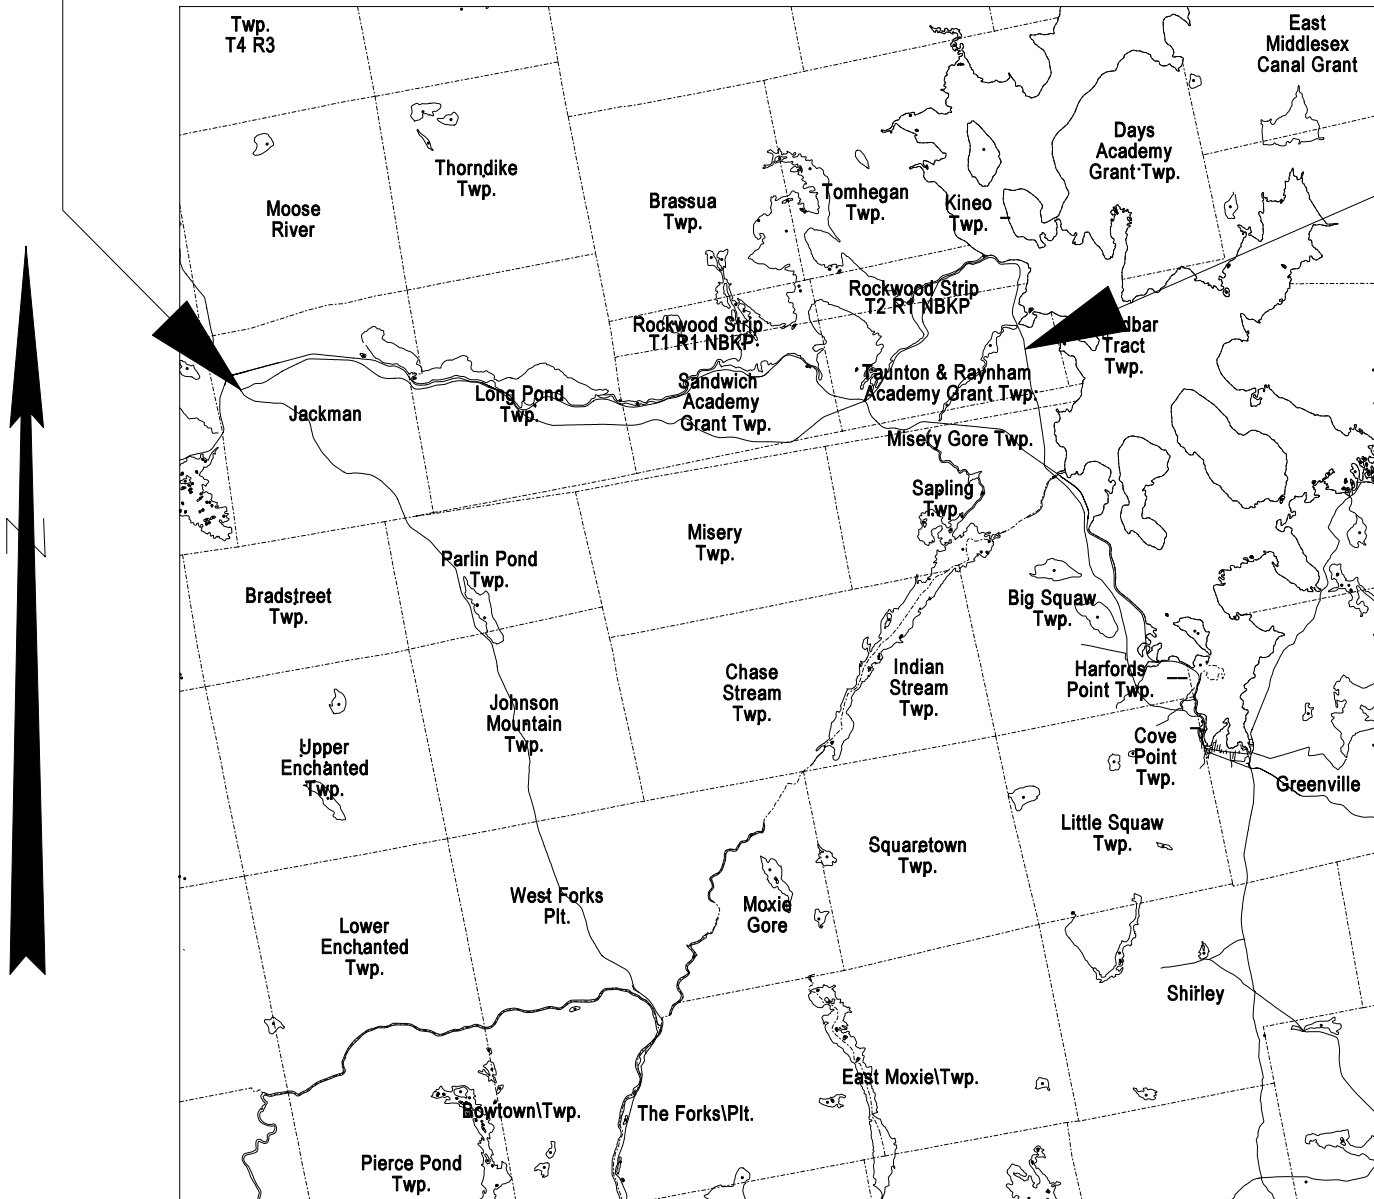 Twp.
T4 R3
East
Middlesex
Canal Grant
Days
Academy
Grant Twp.
Thorndike
Twp.
Moose
River
Brassua
Twp.
Tomhegan
Twp.
Kineo
Twp.
Rockwood Strip
T2 R1 NBKP
Rockwood Strip
T1 R1 NBKP
Tract
Twp.
Taunton & Raynham
Academy Grant Twp.
Sandwich
Academy
Grant Twp.
Long Pond
Twp.
Jackman
Misery Gore Twp.
Sapling
Twp.
Misery
Twp.
Parlin Pond
Twp.
Bradstreet
Twp.
Big Squaw
Twp.
Chase
Stream
Twp.
Indian
Stream
Twp.
Harfords
Point Twp.
Johnson
Mountain
Twp.
Upper
Enchanted
Twp.
Cove
Point
Twp.
Greenville
Little Squaw
Twp.
Squaretown
Twp.
West Forks
Plt.
Moxie
Gore
Lower
Enchanted
Twp.
Shirley
East Moxie\Twp.
Bowtown\Twp.
The Forks\Plt.
Pierce Pond
Twp.
N